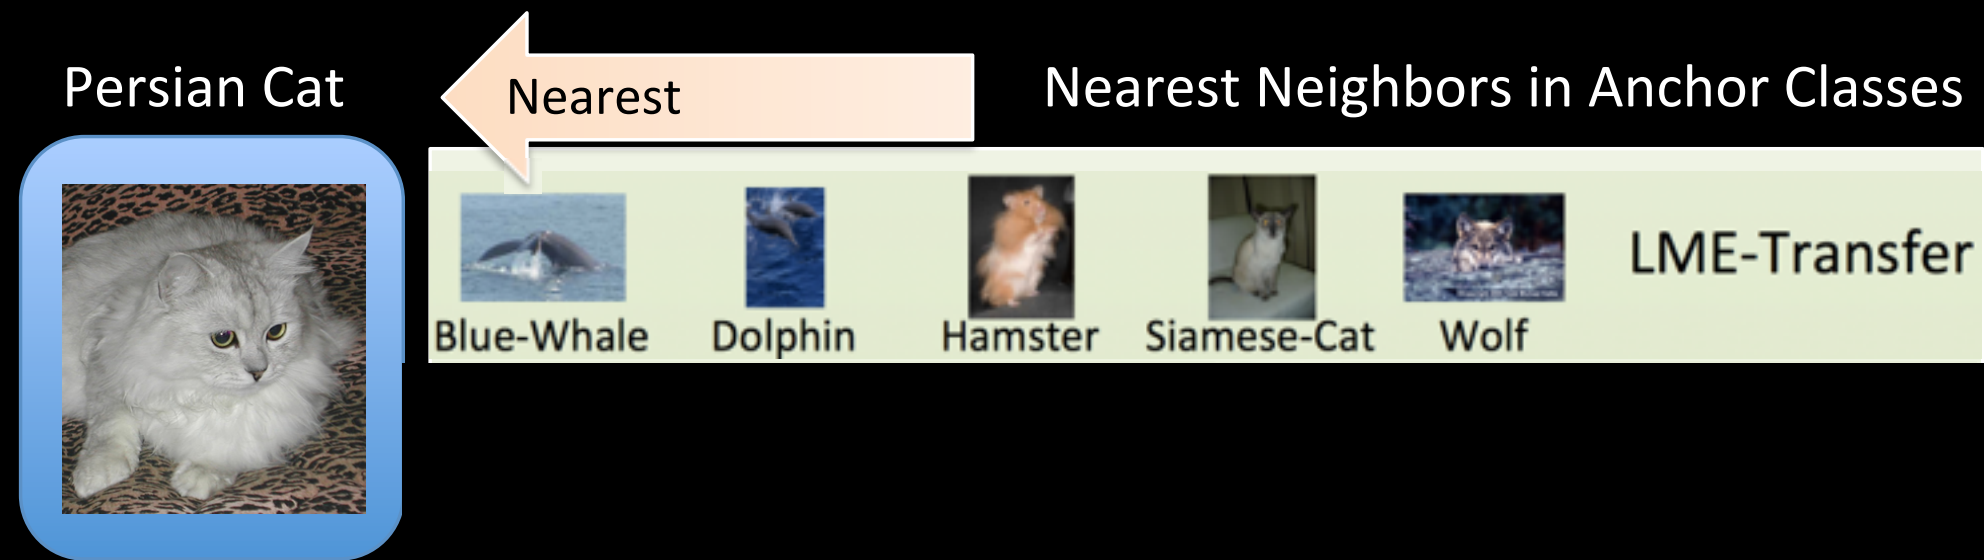 Persian Cat
Nearest
Nearest Neighbors in Anchor Classes
Blue-Whale
Dolphin
Hamster
Siamese-Cat
Wolf
LME-Transfer